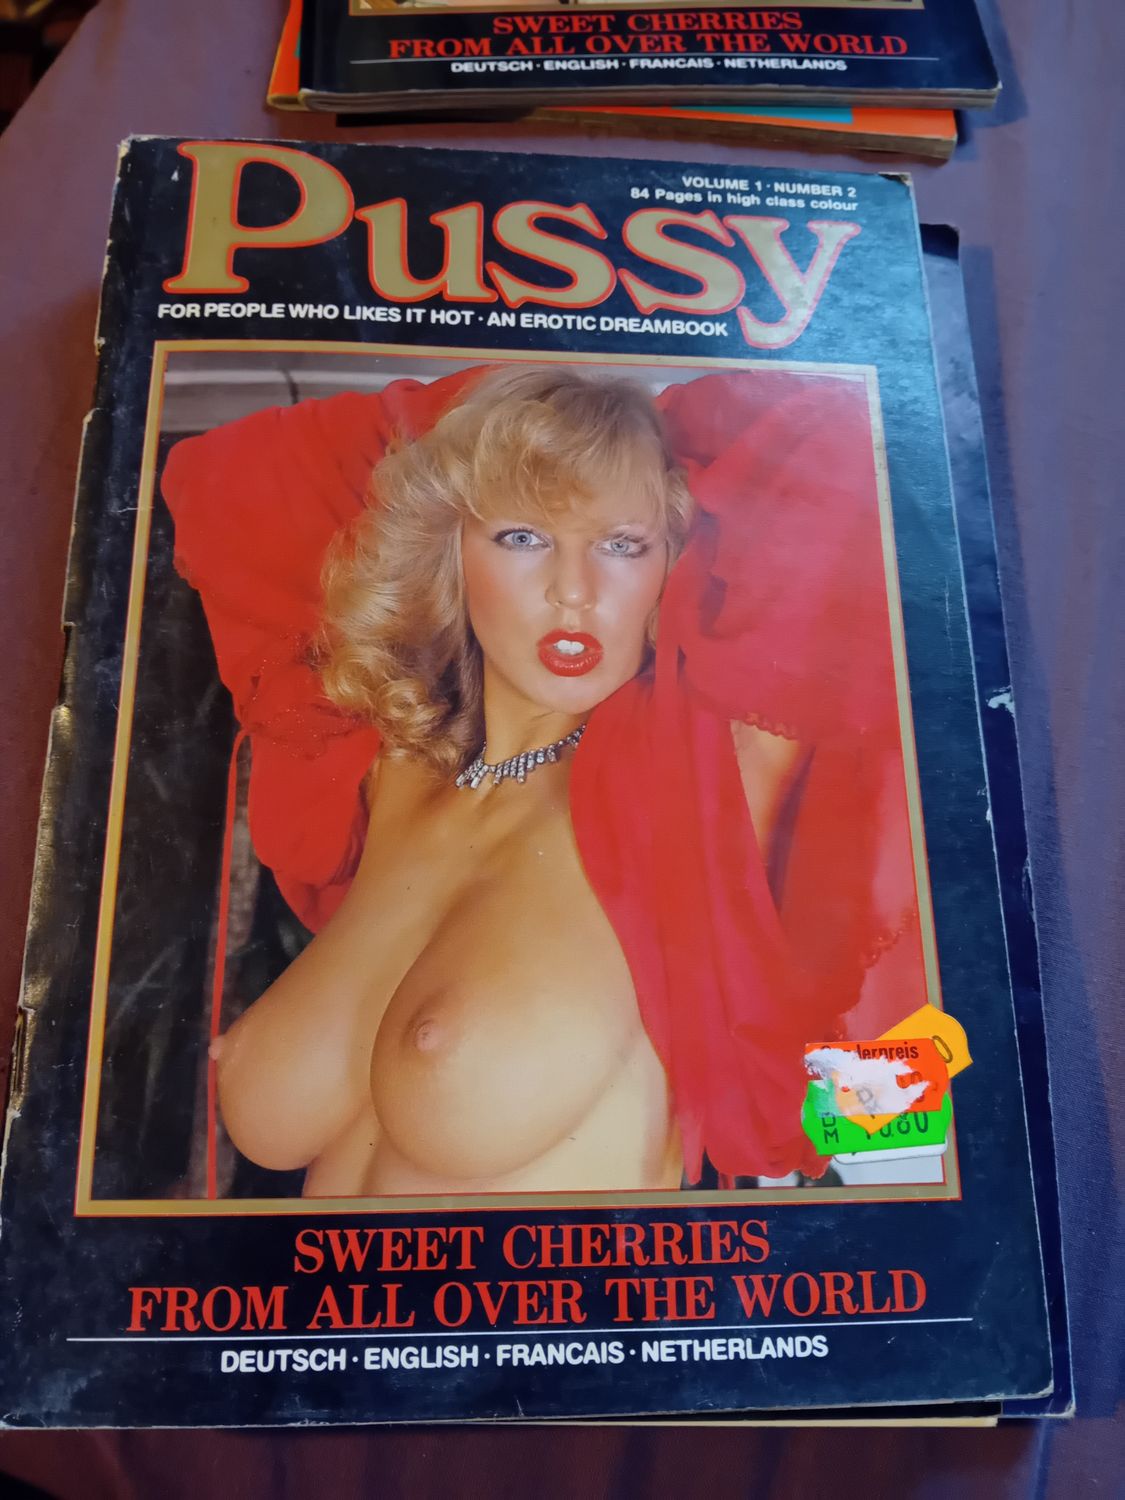 SWEET CHERRIES
FROM ALL OVER THE WORLD
DEUTSCH · ENGLISH · FRANCAIS · NETHERLANDS
Pussy
VOLUME 1 · NUMBER 2
84 Pages in high class colour
FOR PEOPLE WHO LIKES IT HOT · AN EROTIC DREAMBOOK
DM
80
SWEET CHERRIES
FROM ALL OVER THE WORLD
DEUTSCH · ENGLISH · FRANCAIS · NETHERLANDS